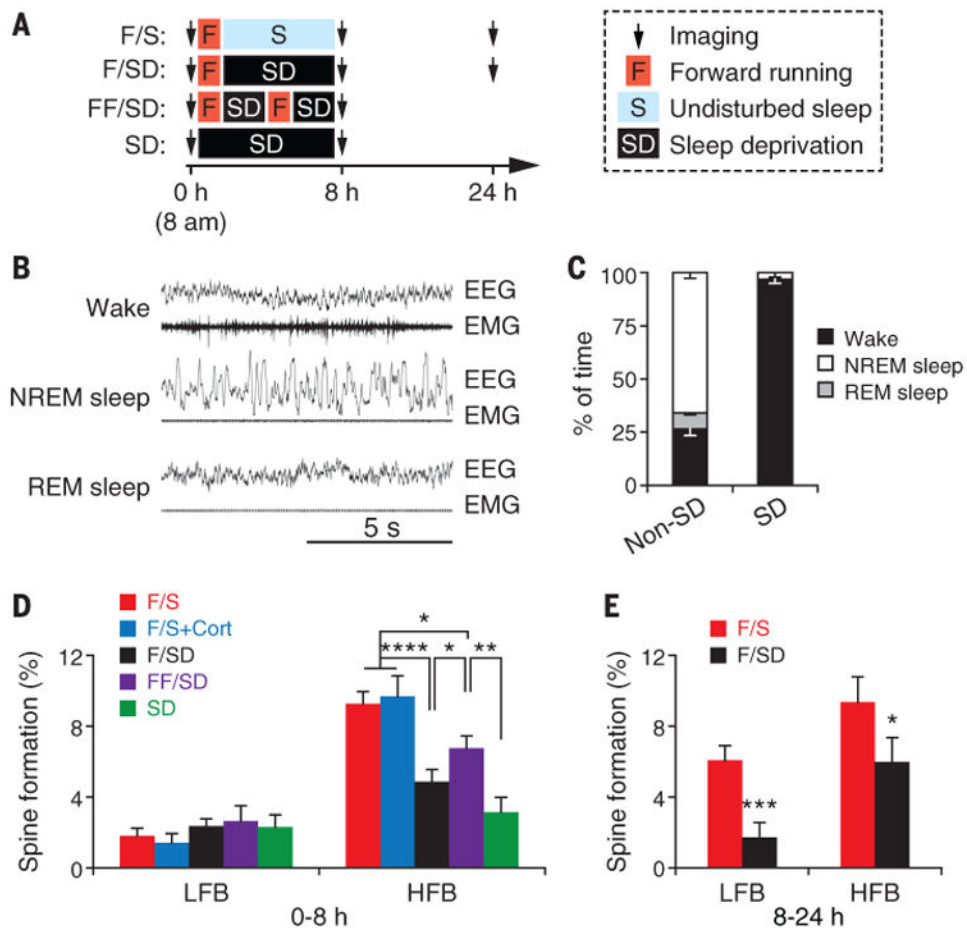 A
F/S: F S
F/SD: F SD
FF/SD: F SD F SD
SD: SD
0 h 8 h 24 h
(8 am)
Imaging
F Forward running
S Undisturbed sleep
SD Sleep deprivation
B
Wake EEG
EMG
NREM sleep EEG
EMG
REM sleep EEG
EMG
5 s
C
% of time
100
75
50
25
0
Non-SD SD
Wake
NREM sleep
REM sleep
D
F/S
F/S+Cort
F/SD
FF/SD
SD
Spine formation (%)
12
8
4
0
*
**** * **
LFB HFB
0-8 h
E
F/S
F/SD
Spine formation (%)
12
8
4
0
***
*
LFB HFB
8-24 h